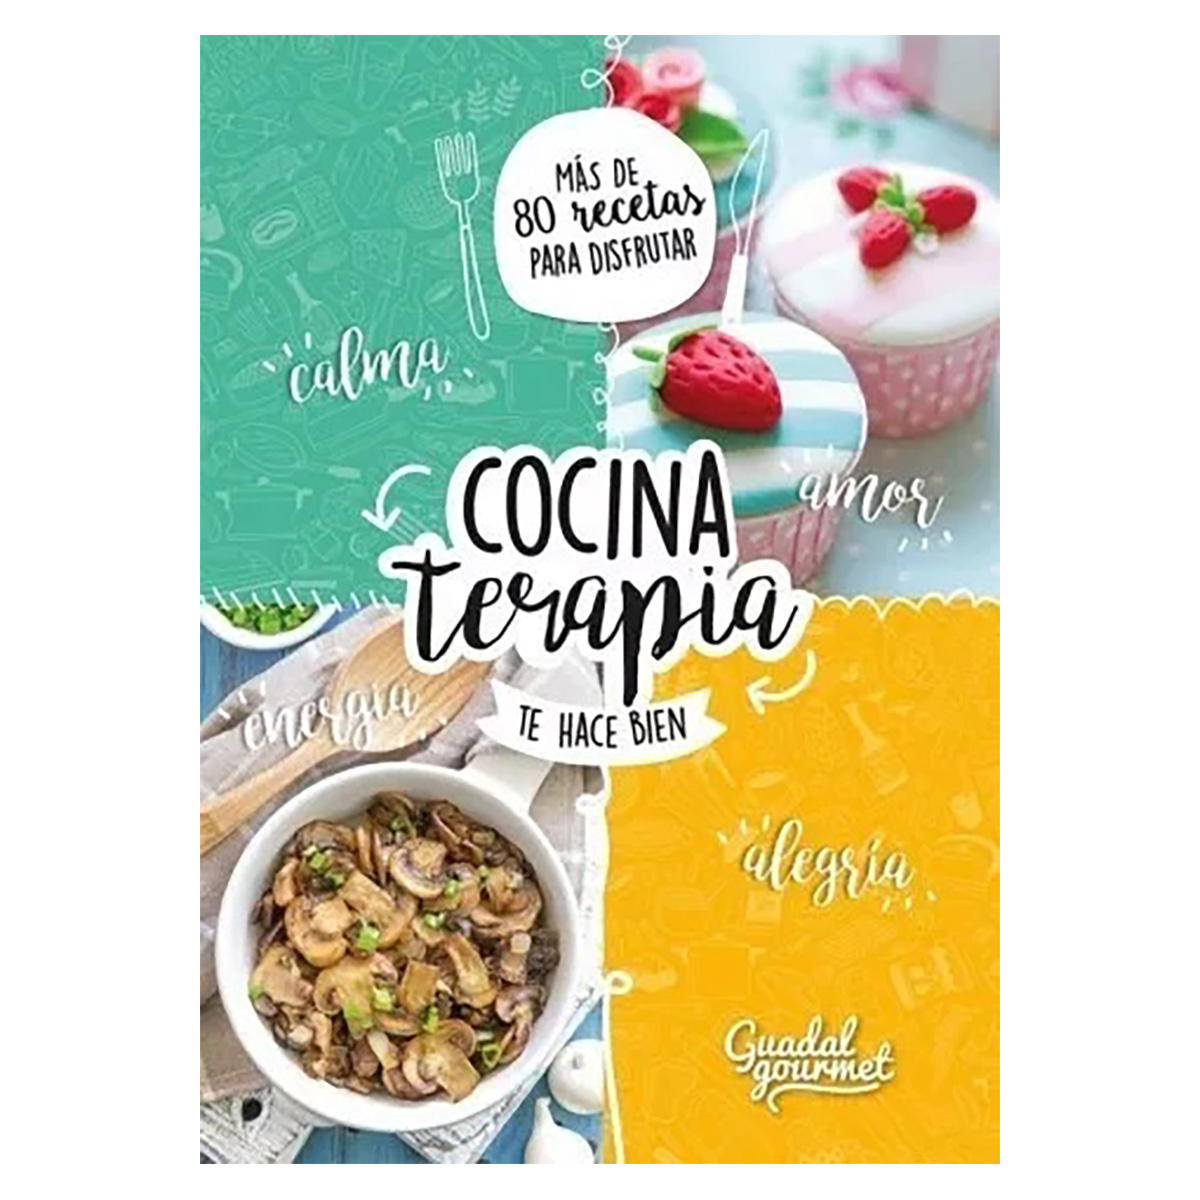 MÁS DE
80 recetas
PARA DISFRUTAR
calma
amor
COCINA
terapia
TE HACE BIEN
energía
alegría
Guadal
gourmet